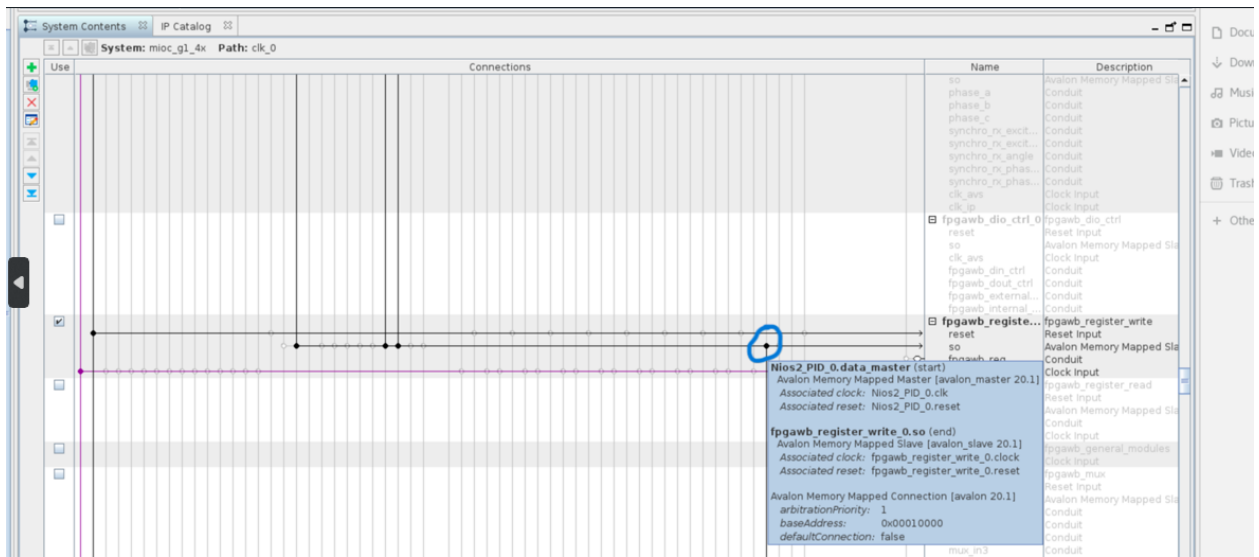 System Contents IP Catalog
System: mioc_g1_4x Path: clk_0
Use Connections Name Description
so Avalon Memory Mapped Sla
phase_a Conduit
phase_b Conduit
phase_c Conduit
synchro_rx_excit... Conduit
synchro_rx_excit... Conduit
synchro_rx_angle Conduit
synchro_rx_phas... Conduit
synchro_rx_phas... Conduit
clk_avs Clock Input
clk_ip Clock Input
fpgawb_dio_ctrl_0 fpgawb_dio_ctrl
reset Reset Input
so Avalon Memory Mapped Sla
clk_avs Clock Input
fpgawb_din_ctrl Conduit
fpgawb_dout_ctrl Conduit
fpgawb_external... Conduit
fpgawb_internal_... Conduit
fpgawb_registe... fpgawb_register_write
reset Reset Input
so Avalon Memory Mapped Sla
fpgawb_reg Conduit
Clock Input
fpgawb_register_read
Reset Input
Avalon Memory Mapped Sla
Conduit
Clock Input
fpgawb_general_modules
Clock Input
fpgawb_mux
Reset Input
Avalon Memory Mapped Sla
Conduit
Conduit
Conduit
mux_in3 Conduit
Nios2_PID_0.data_master (start)
Avalon Memory Mapped Master [avalon_master 20.1]
Associated clock: Nios2_PID_0.clk
Associated reset: Nios2_PID_0.reset
fpgawb_register_write_0.so (end)
Avalon Memory Mapped Slave [avalon_slave 20.1]
Associated clock: fpgawb_register_write_0.clock
Associated reset: fpgawb_register_write_0.reset
Avalon Memory Mapped Connection [avalon 20.1]
arbitrationPriority: 1
baseAddress: 0x00010000
defaultConnection: false
Docu
Dow
Musi
Pictu
Vide
Trash
+ Othe